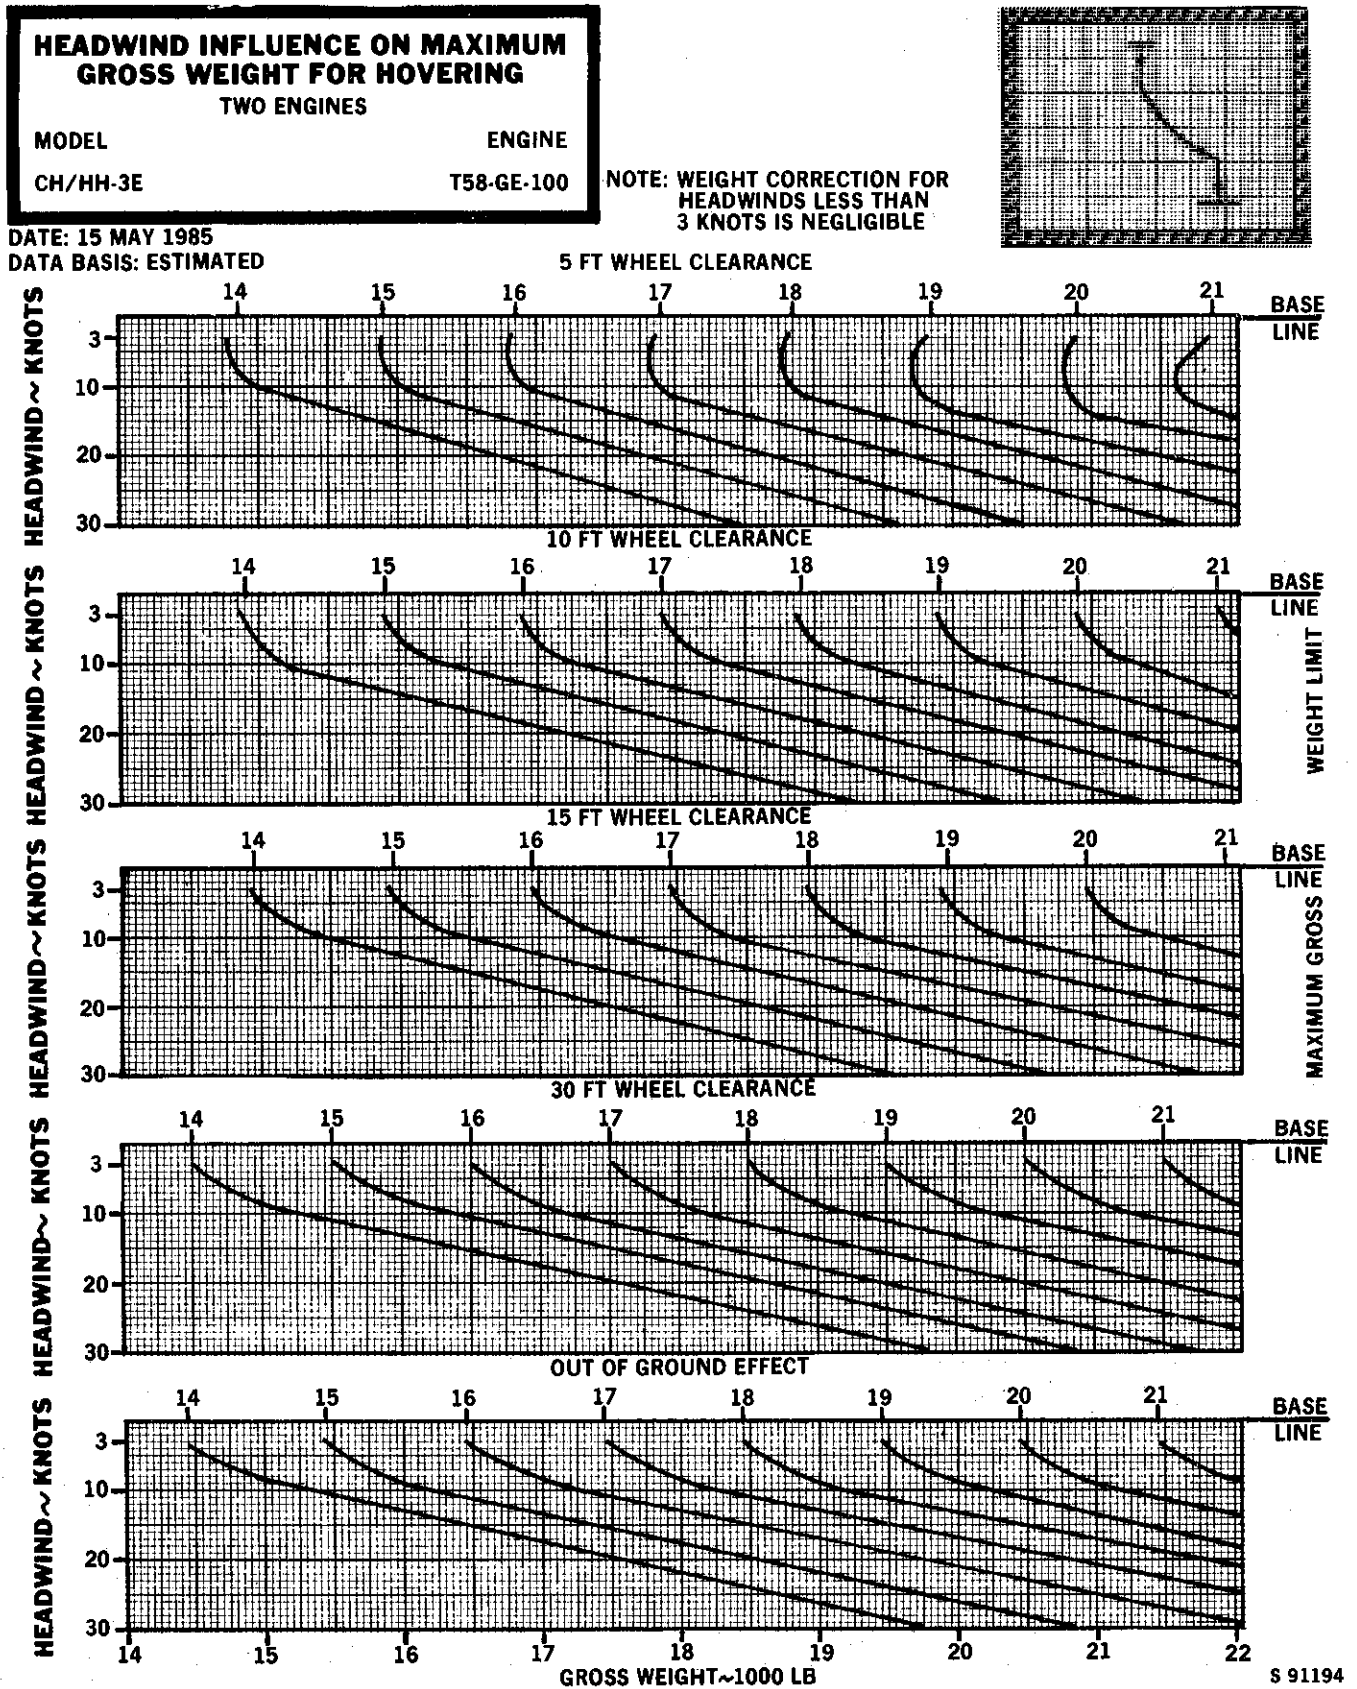 HEADWIND INFLUENCE ON MAXIMUM
GROSS WEIGHT FOR HOVERING
TWO ENGINES
MODEL ENGINE
CH/HH-3E T58-GE-100
NOTE: WEIGHT CORRECTION FOR
HEADWINDS LESS THAN
3 KNOTS IS NEGLIGIBLE
DATE: 15 MAY 1985
DATA BASIS: ESTIMATED
5 FT WHEEL CLEARANCE
14 15 16 17 18 19 20 21
BASE
LINE
HEADWIND~KNOTS
3
10
20
30
10 FT WHEEL CLEARANCE
14 15 16 17 18 19 20 21
BASE
LINE
HEADWIND~KNOTS
3
10
20
30
15 FT WHEEL CLEARANCE
14 15 16 17 18 19 20 21
BASE
LINE
HEADWIND~KNOTS
3
10
20
30
MAXIMUM GROSS WEIGHT LIMIT
30 FT WHEEL CLEARANCE
14 15 16 17 18 19 20 21
BASE
LINE
HEADWIND~KNOTS
3
10
20
30
OUT OF GROUND EFFECT
14 15 16 17 18 19 20 21
BASE
LINE
HEADWIND~KNOTS
3
10
20
30
14 15 16 17 18 19 20 21 22
GROSS WEIGHT~1000 LB
S 91194